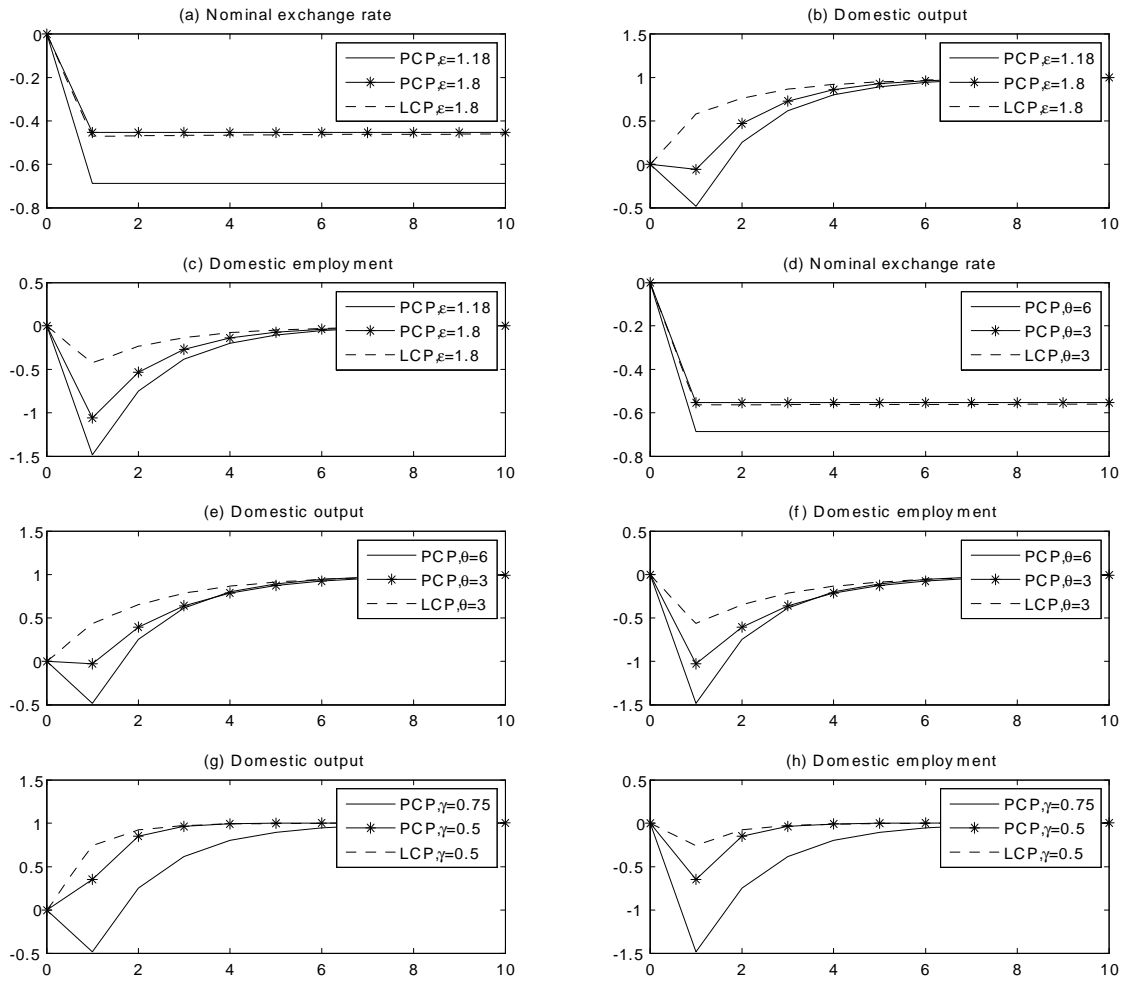 (a) Nominal exchange rate
0
-0.2
-0.4
-0.6
-0.8
0 2 4 6 8 10
PCP,ε=1.18
PCP,ε=1.8
LCP,ε=1.8
(b) Domestic output
1.5
1
0.5
0
-0.5
0 2 4 6 8 10
PCP,ε=1.18
PCP,ε=1.8
LCP,ε=1.8
(c) Domestic employment
0.5
0
-0.5
-1
-1.5
0 2 4 6 8 10
PCP,ε=1.18
PCP,ε=1.8
LCP,ε=1.8
(d) Nominal exchange rate
0
-0.2
-0.4
-0.6
-0.8
0 2 4 6 8 10
PCP,θ=6
PCP,θ=3
LCP,θ=3
(e) Domestic output
1.5
1
0.5
0
-0.5
0 2 4 6 8 10
PCP,θ=6
PCP,θ=3
LCP,θ=3
(f) Domestic employment
0.5
0
-0.5
-1
-1.5
0 2 4 6 8 10
PCP,θ=6
PCP,θ=3
LCP,θ=3
(g) Domestic output
1.5
1
0.5
0
-0.5
0 2 4 6 8 10
PCP,γ=0.75
PCP,γ=0.5
LCP,γ=0.5
(h) Domestic employment
0.5
0
-0.5
-1
-1.5
0 2 4 6 8 10
PCP,γ=0.75
PCP,γ=0.5
LCP,γ=0.5